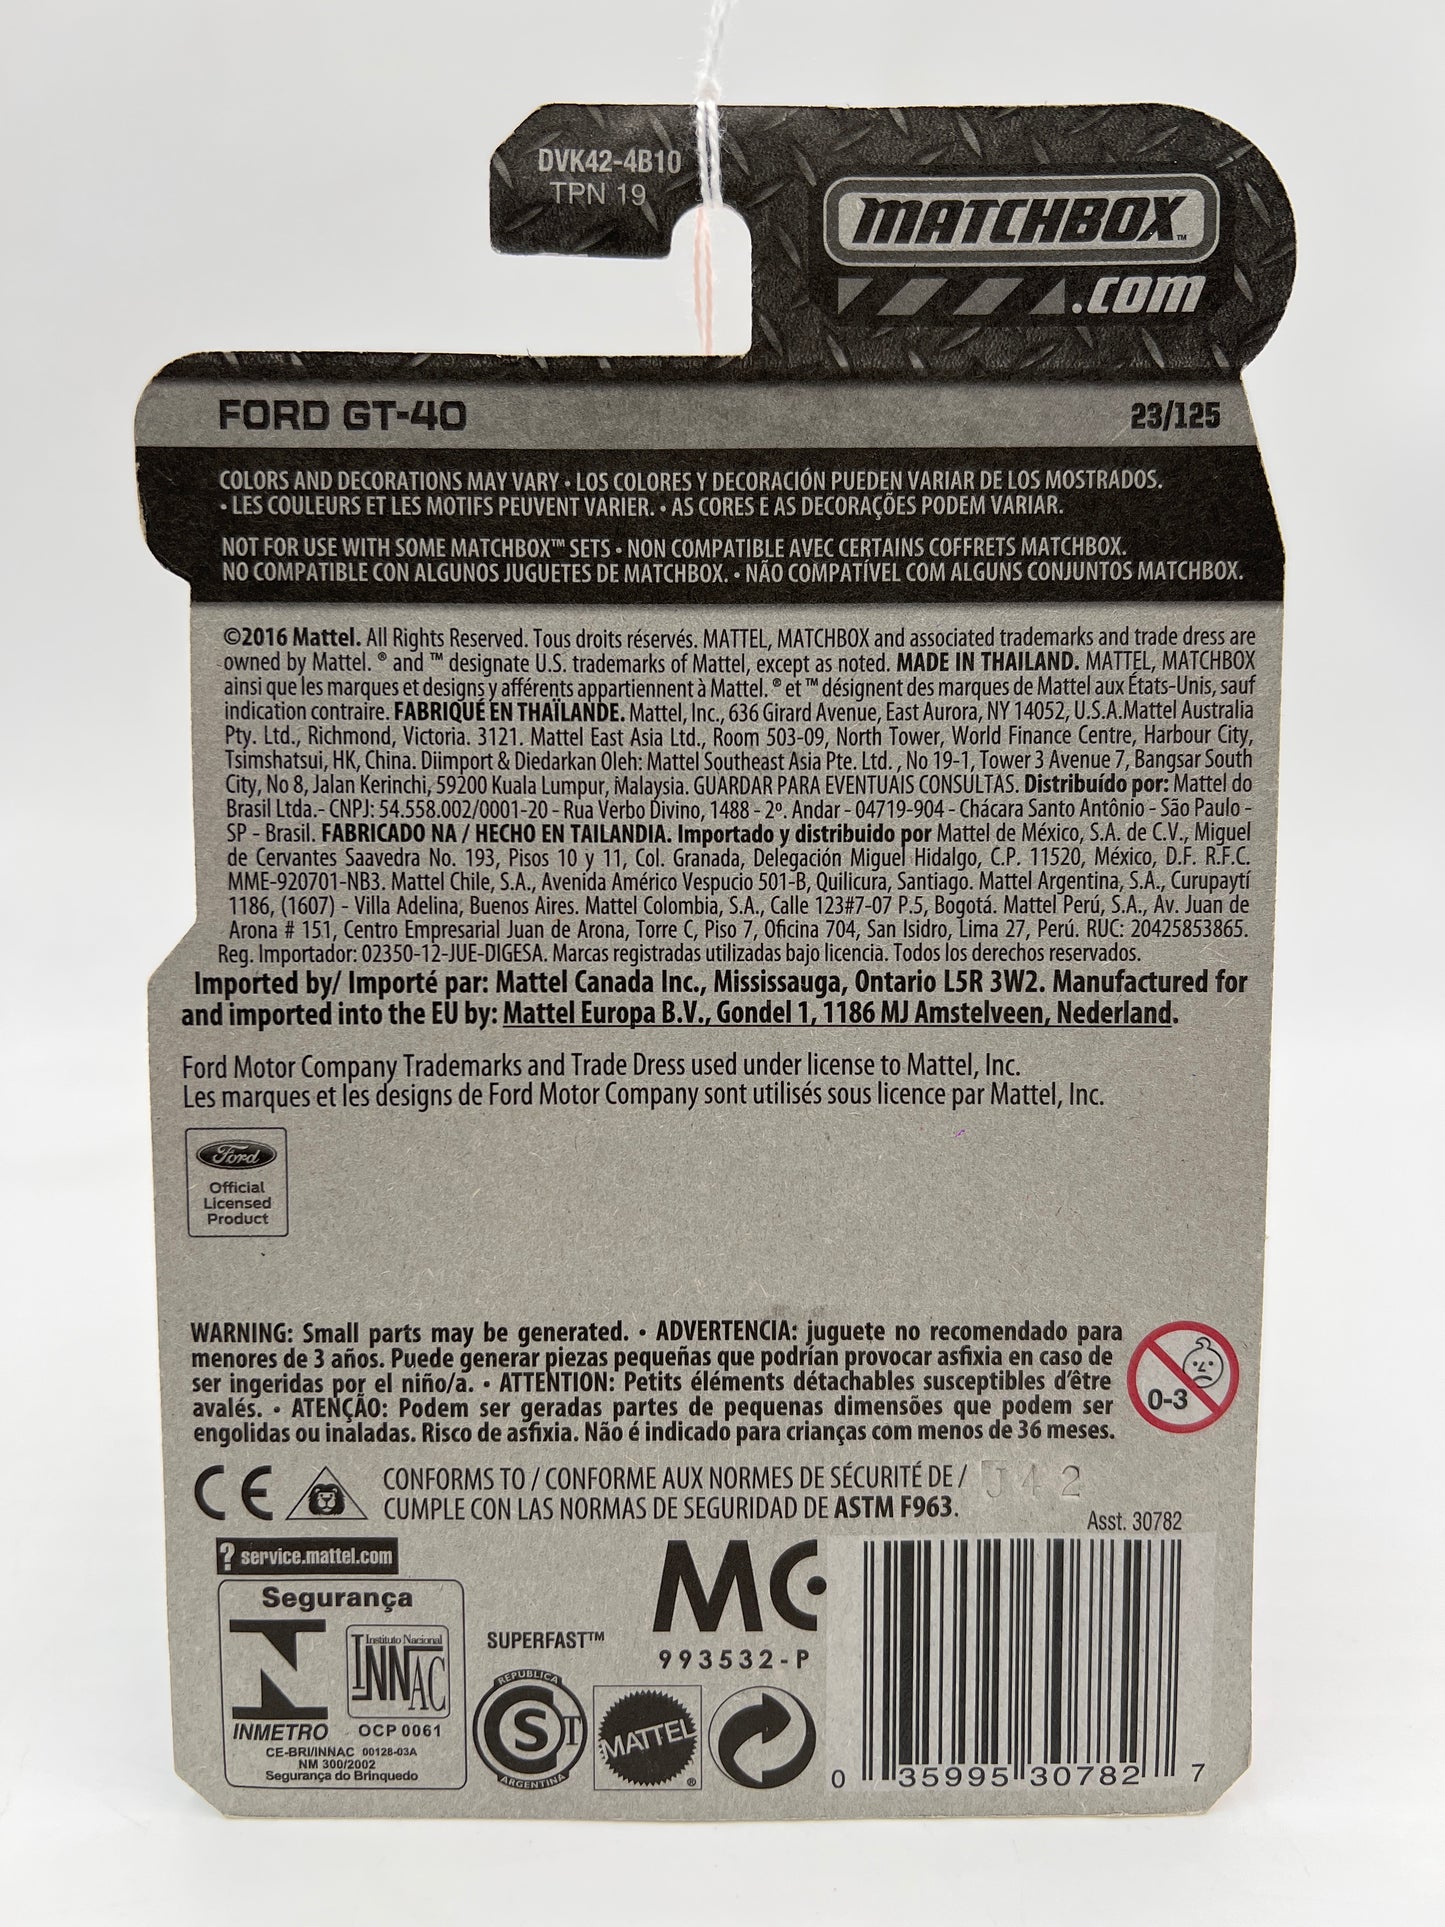 DVK42-4B10
TPN 19
MATCHBOX™
.com
FORD GT-40
23/125
COLORS AND DECORATIONS MAY VARY • LOS COLORES Y DECORACIÓN PUEDEN VARIAR DE LOS MOSTRADOS.
• LES COULEURS ET LES MOTIFS PEUVENT VARIER. • AS CORES E AS DECORAÇÕES PODEM VARIAR.
NOT FOR USE WITH SOME MATCHBOX™ SETS • NON COMPATIBLE AVEC CERTAINS COFFRETS MATCHBOX.
NO COMPATIBLE CON ALGUNOS JUGUETES DE MATCHBOX. • NÃO COMPATÍVEL COM ALGUNS CONJUNTOS MATCHBOX.
©2016 Mattel. All Rights Reserved. Tous droits réservés. MATTEL, MATCHBOX and associated trademarks and trade dress are
owned by Mattel. ® and ™ designate U.S. trademarks of Mattel, except as noted. MADE IN THAILAND. MATTEL, MATCHBOX
ainsi que les marques et designs y afférents appartiennent à Mattel. ® et ™ désignent des marques de Mattel aux États-Unis, sauf
indication contraire. FABRIQUÉ EN THAÏLANDE. Mattel, Inc., 636 Girard Avenue, East Aurora, NY 14052, U.S.A.Mattel Australia
Pty. Ltd., Richmond, Victoria. 3121. Mattel East Asia Ltd., Room 503-09, North Tower, World Finance Centre, Harbour City,
Tsimshatsui, HK, China. Diimport & Diedarkan Oleh: Mattel Southeast Asia Pte. Ltd. , No 19-1, Tower 3 Avenue 7, Bangsar South
City, No 8, Jalan Kerinchi, 59200 Kuala Lumpur, Malaysia. GUARDAR PARA EVENTUAIS CONSULTAS. Distribuído por: Mattel do
Brasil Ltda.- CNPJ: 54.558.002/0001-20 - Rua Verbo Divino, 1488 - 2º. Andar - 04719-904 - Chácara Santo Antônio - São Paulo -
SP - Brasil. FABRICADO NA / HECHO EN TAILANDIA. Importado y distribuido por Mattel de México, S.A. de C.V., Miguel
de Cervantes Saavedra No. 193, Pisos 10 y 11, Col. Granada, Delegación Miguel Hidalgo, C.P. 11520, México, D.F. R.F.C.
MME-920701-NB3. Mattel Chile, S.A., Avenida Américo Vespucio 501-B, Quilicura, Santiago. Mattel Argentina, S.A., Curupaytí
1186, (1607) - Villa Adelina, Buenos Aires. Mattel Colombia, S.A., Calle 123#7-07 P.5, Bogotá. Mattel Perú, S.A., Av. Juan de
Arona # 151, Centro Empresarial Juan de Arona, Torre C, Piso 7, Oficina 704, San Isidro, Lima 27, Perú. RUC: 20425853865.
Reg. Importador: 02350-12-JUE-DIGESA. Marcas registradas utilizadas bajo licencia. Todos los derechos reservados.
Imported by/ Importé par: Mattel Canada Inc., Mississauga, Ontario L5R 3W2. Manufactured for
and imported into the EU by: Mattel Europa B.V., Gondel 1, 1186 MJ Amstelveen, Nederland.
Ford Motor Company Trademarks and Trade Dress used under license to Mattel, Inc.
Les marques et les designs de Ford Motor Company sont utilisés sous licence par Mattel, Inc.
Ford
Official
Licensed
Product
WARNING: Small parts may be generated. • ADVERTENCIA: juguete no recomendado para
menores de 3 años. Puede generar piezas pequeñas que podrían provocar asfixia en caso de
ser ingeridas por el niño/a. • ATTENTION: Petits éléments détachables susceptibles d'être
avalés. • ATENÇÃO: Podem ser geradas partes de pequenas dimensões que podem ser
engolidas ou inaladas. Risco de asfixia. Não é indicado para crianças com menos de 36 meses.
0-3
CE
CONFORMS TO / CONFORME AUX NORMES DE SÉCURITÉ DE /
CUMPLE CON LAS NORMAS DE SEGURIDAD DE ASTM F963.
J42
Asst. 30782
? service.mattel.com
Segurança
INMETRO
Instituto Nacional
INNAC
OCP 0061
CE-BRI/INNAC 00128-03A
NM 300/2002
Segurança do Brinquedo
SUPERFAST™
MC
993532-P
REPUBLICA
S T
ARGENTINA
MATTEL ®
0 35995 30782 7